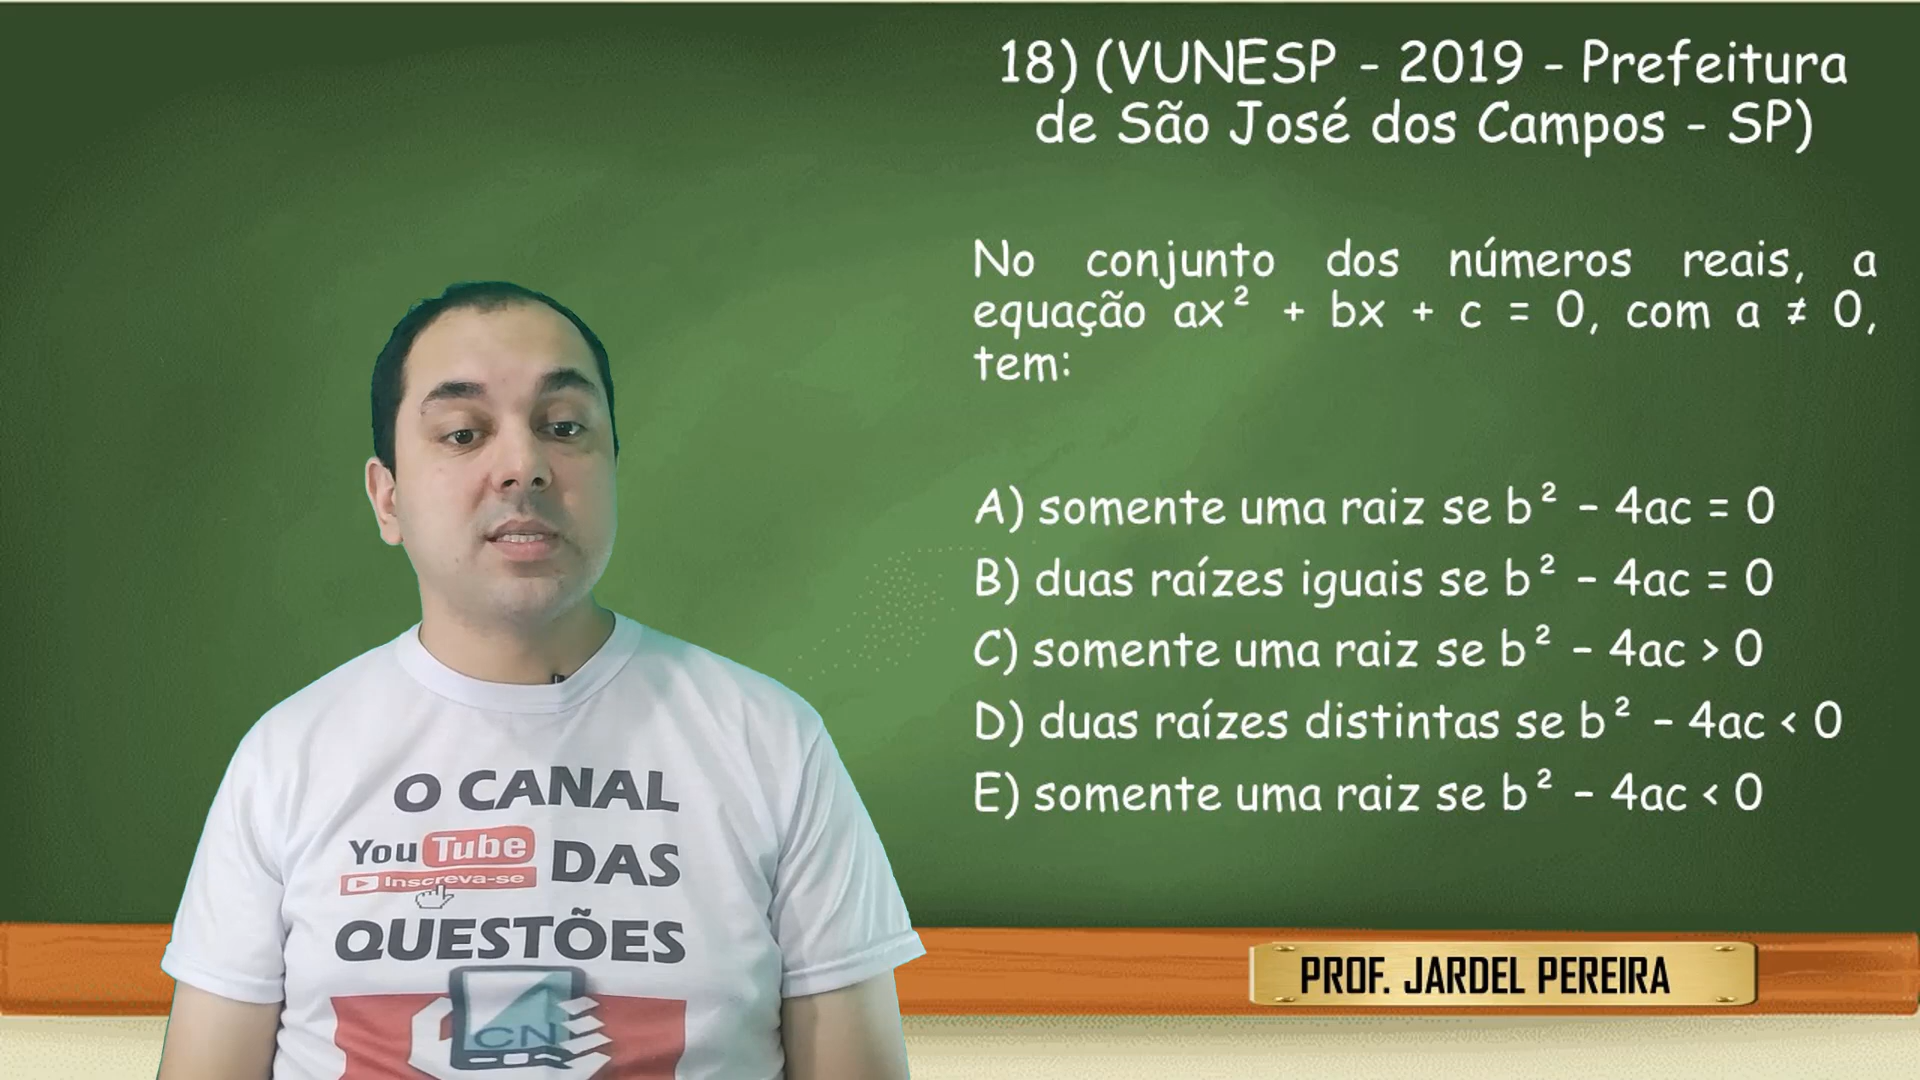 18) (VUNESP - 2019 - Prefeitura
de São José dos Campos - SP)
No conjunto dos números reais, a
equação ax² + bx + c = 0, com a ≠ 0,
tem:
A) somente uma raiz se b² - 4ac = 0
B) duas raízes iguais se b² - 4ac = 0
C) somente uma raiz se b² - 4ac > 0
D) duas raízes distintas se b² - 4ac < 0
E) somente uma raiz se b² - 4ac < 0
O CANAL
YouTube DAS
Inscreva-se
QUESTÕES
CN
PROF. JARDEL PEREIRA